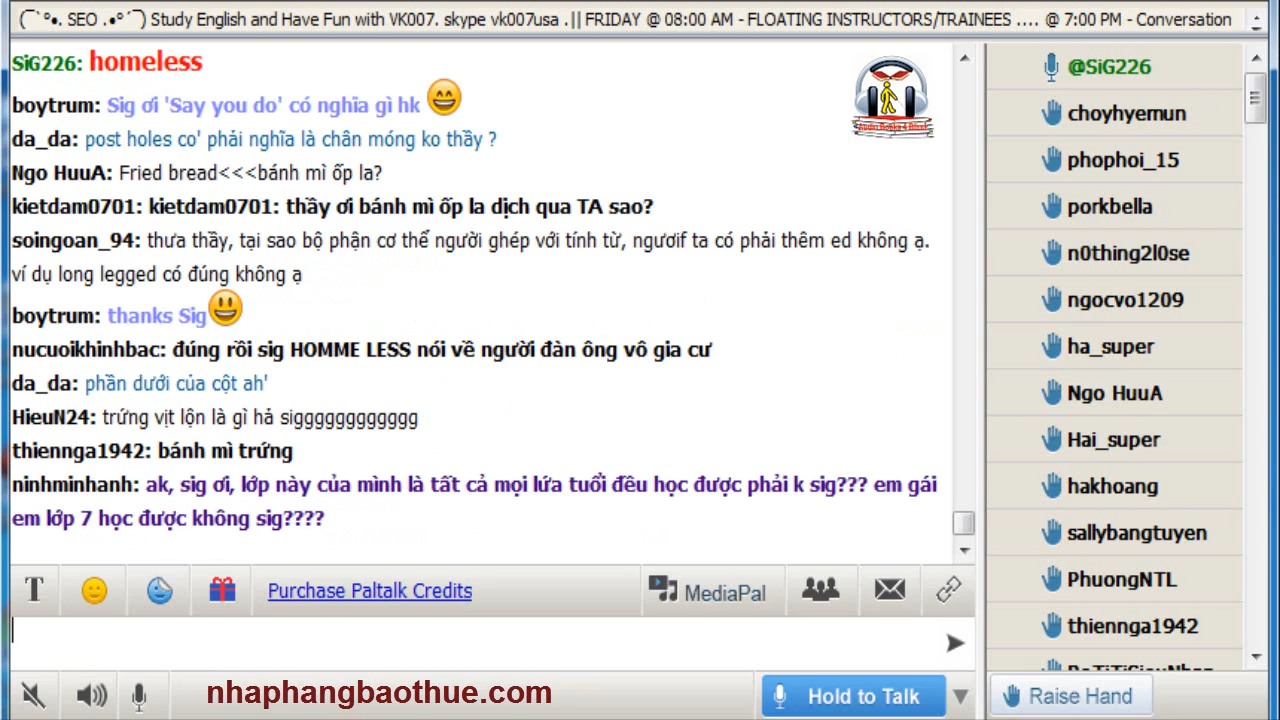 (¯`°•. SEO .•°´¯) Study English and Have Fun with VK007. skype vk007usa .|| FRIDAY @ 08:00 AM - FLOATING INSTRUCTORS/TRAINEES .... @ 7:00 PM - Conversation
SiG226: homeless
boytrum: Sig ơi 'Say you do' có nghia gì hk
da_da: post holes co' phải nghĩa là chân móng ko thầy ?
Ngo HuuA: Fried bread<<<bánh mì ốp la?
kietdam0701: kietdam0701: thầy ơi bánh mì ốp la dịch qua TA sao?
soingoan_94: thưa thầy, tại sao bộ phận cơ thể người ghép với tính từ, ngươif ta có phải thêm ed không ạ.
ví dụ long legged có đúng không ạ
boytrum: thanks Sig
nucuoikhinhbac: đúng rồi sig HOMME LESS nói về người đàn ông vô gia cư
da_da: phần dưới của cột ah'
HieuN24: trứng vịt lộn là gì hả sigggggggggggg
thiennga1942: bánh mì trứng
ninhminhanh: ak, sig ơi, lớp này của mình là tất cả mọi lứa tuổi đều học được phải k sig??? em gái
em lớp 7 học được không sig????
@SiG226
choyhyemun
phophoi_15
porkbella
n0thing2l0se
ngocvo1209
ha_super
Ngo HuuA
Hai_super
hakhoang
sallybangtuyen
PhuongNTL
thiennga1942
T
Purchase Paltalk Credits
MediaPal
nhaphangbaothue.com
Hold to Talk
Raise Hand